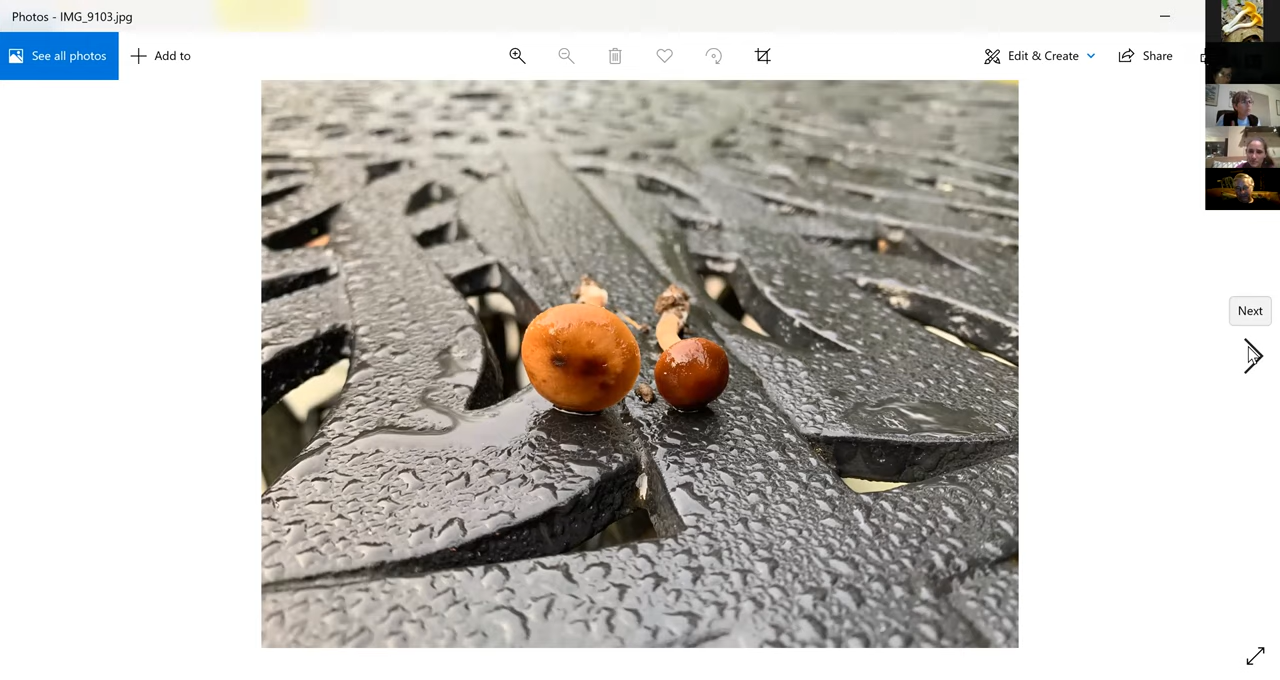 Photos - IMG_9103.jpg
See all photos
Add to
Edit & Create
Share
Next